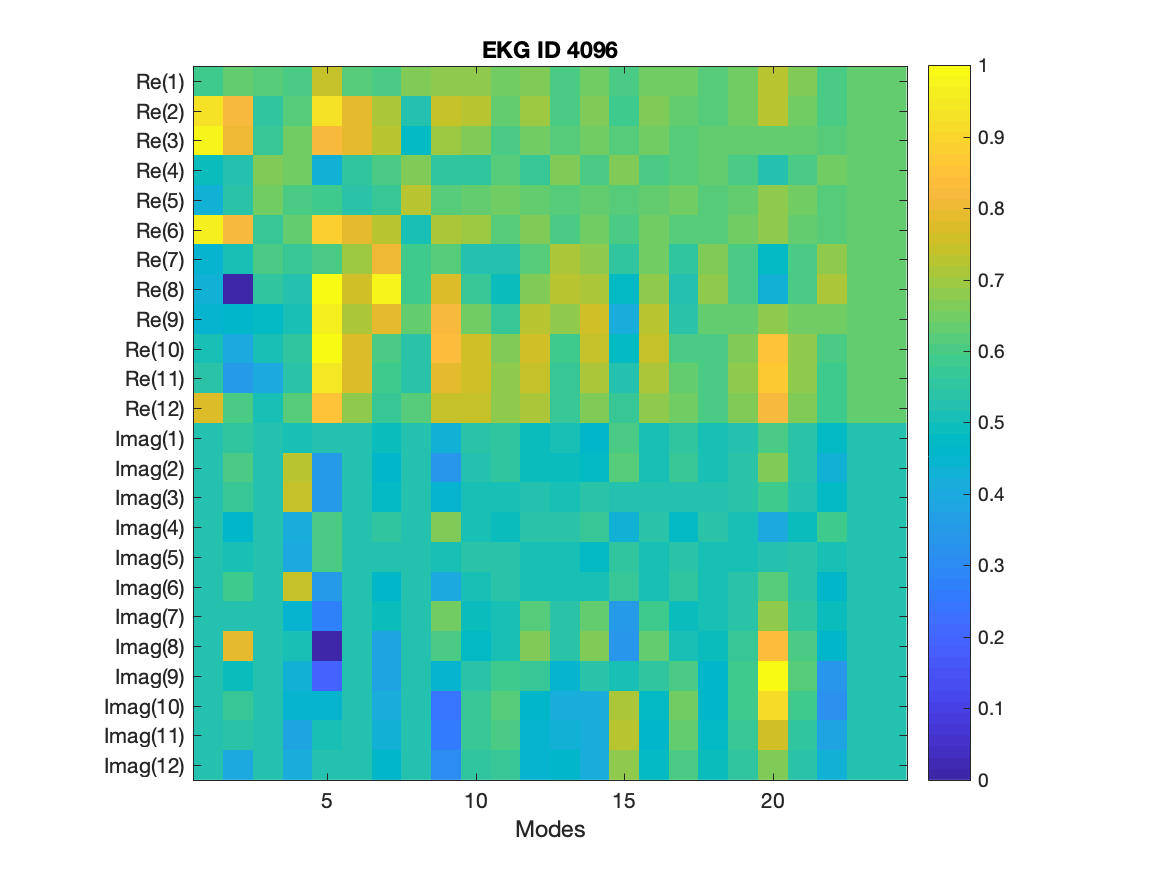 EKG ID 4096
Re(1)
Re(2)
Re(3)
Re(4)
Re(5)
Re(6)
Re(7)
Re(8)
Re(9)
Re(10)
Re(11)
Re(12)
Imag(1)
Imag(2)
Imag(3)
Imag(4)
Imag(5)
Imag(6)
Imag(7)
Imag(8)
Imag(9)
Imag(10)
Imag(11)
Imag(12)
5 10 15 20
Modes
1
0.9
0.8
0.7
0.6
0.5
0.4
0.3
0.2
0.1
0